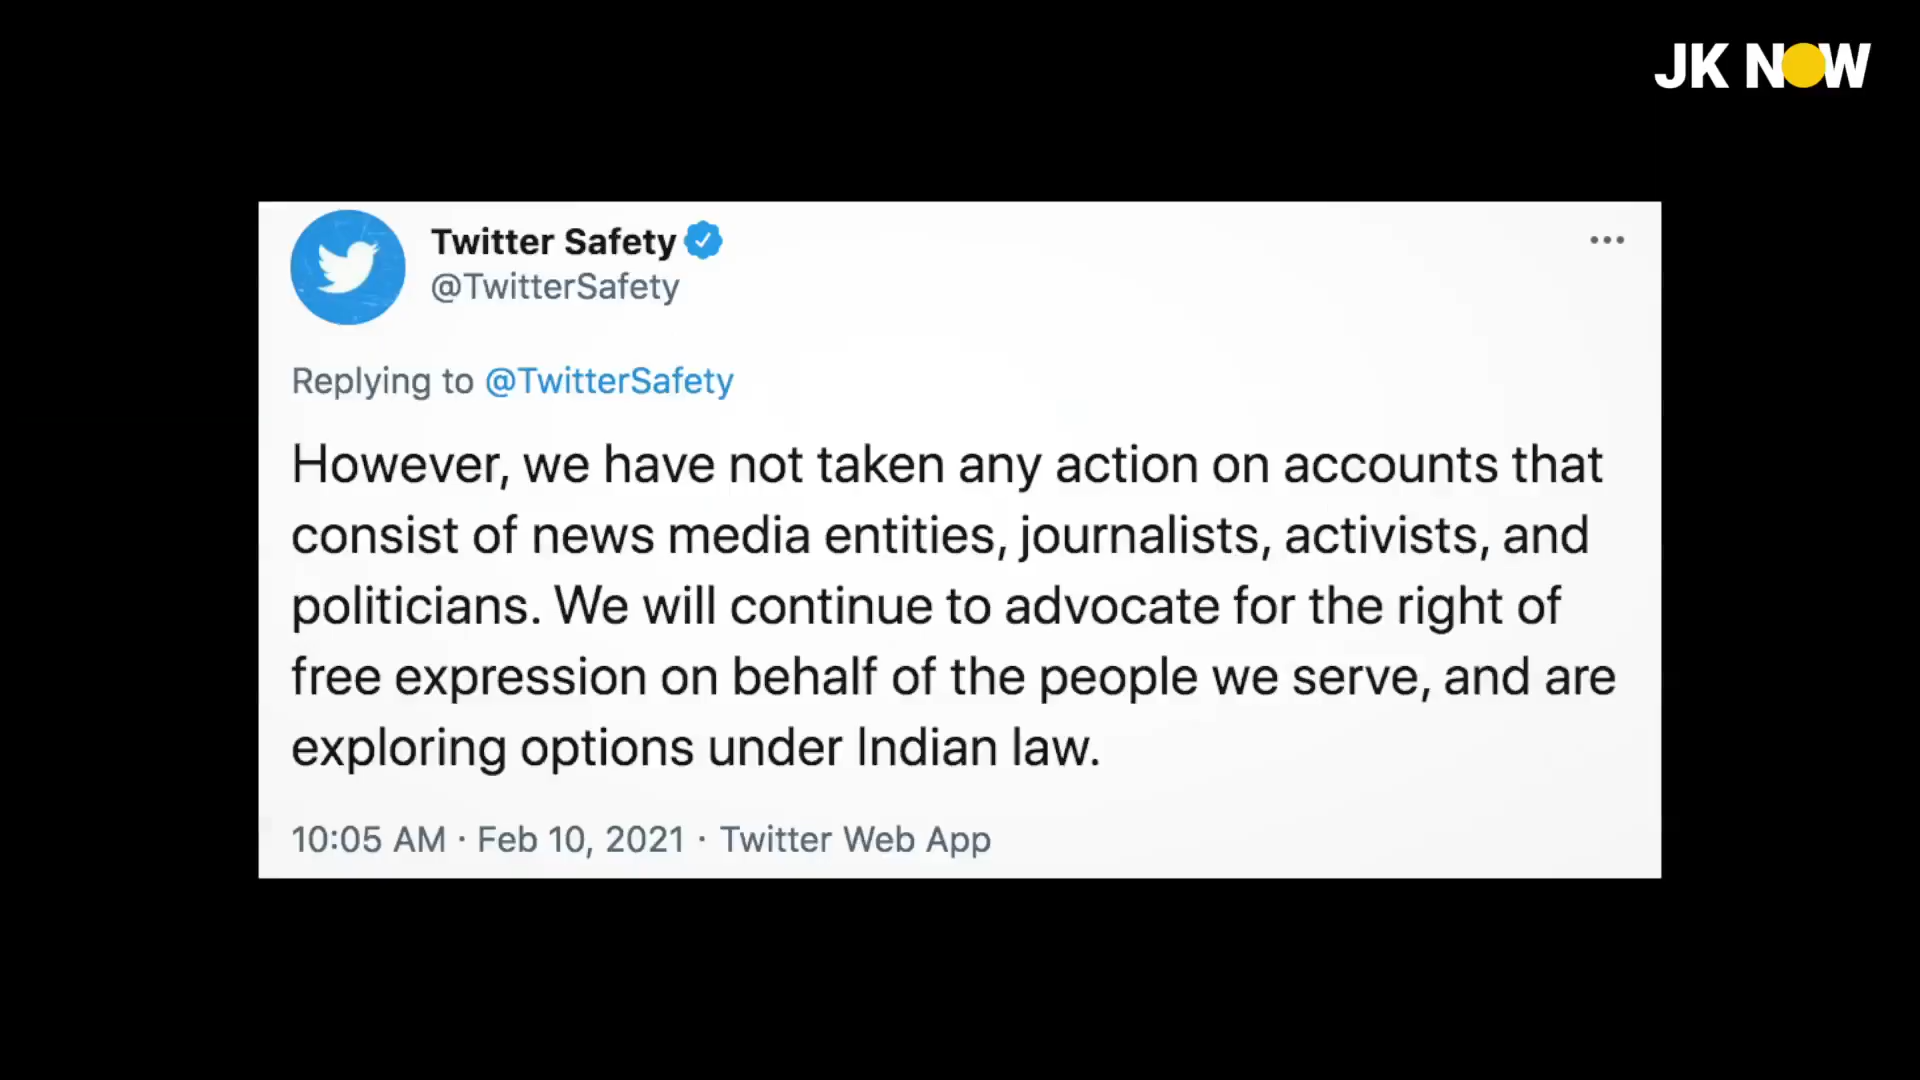 JK NOW
Twitter Safety
@TwitterSafety
Replying to @TwitterSafety
However, we have not taken any action on accounts that
consist of news media entities, journalists, activists, and
politicians. We will continue to advocate for the right of
free expression on behalf of the people we serve, and are
exploring options under Indian law.
10:05 AM · Feb 10, 2021 · Twitter Web App